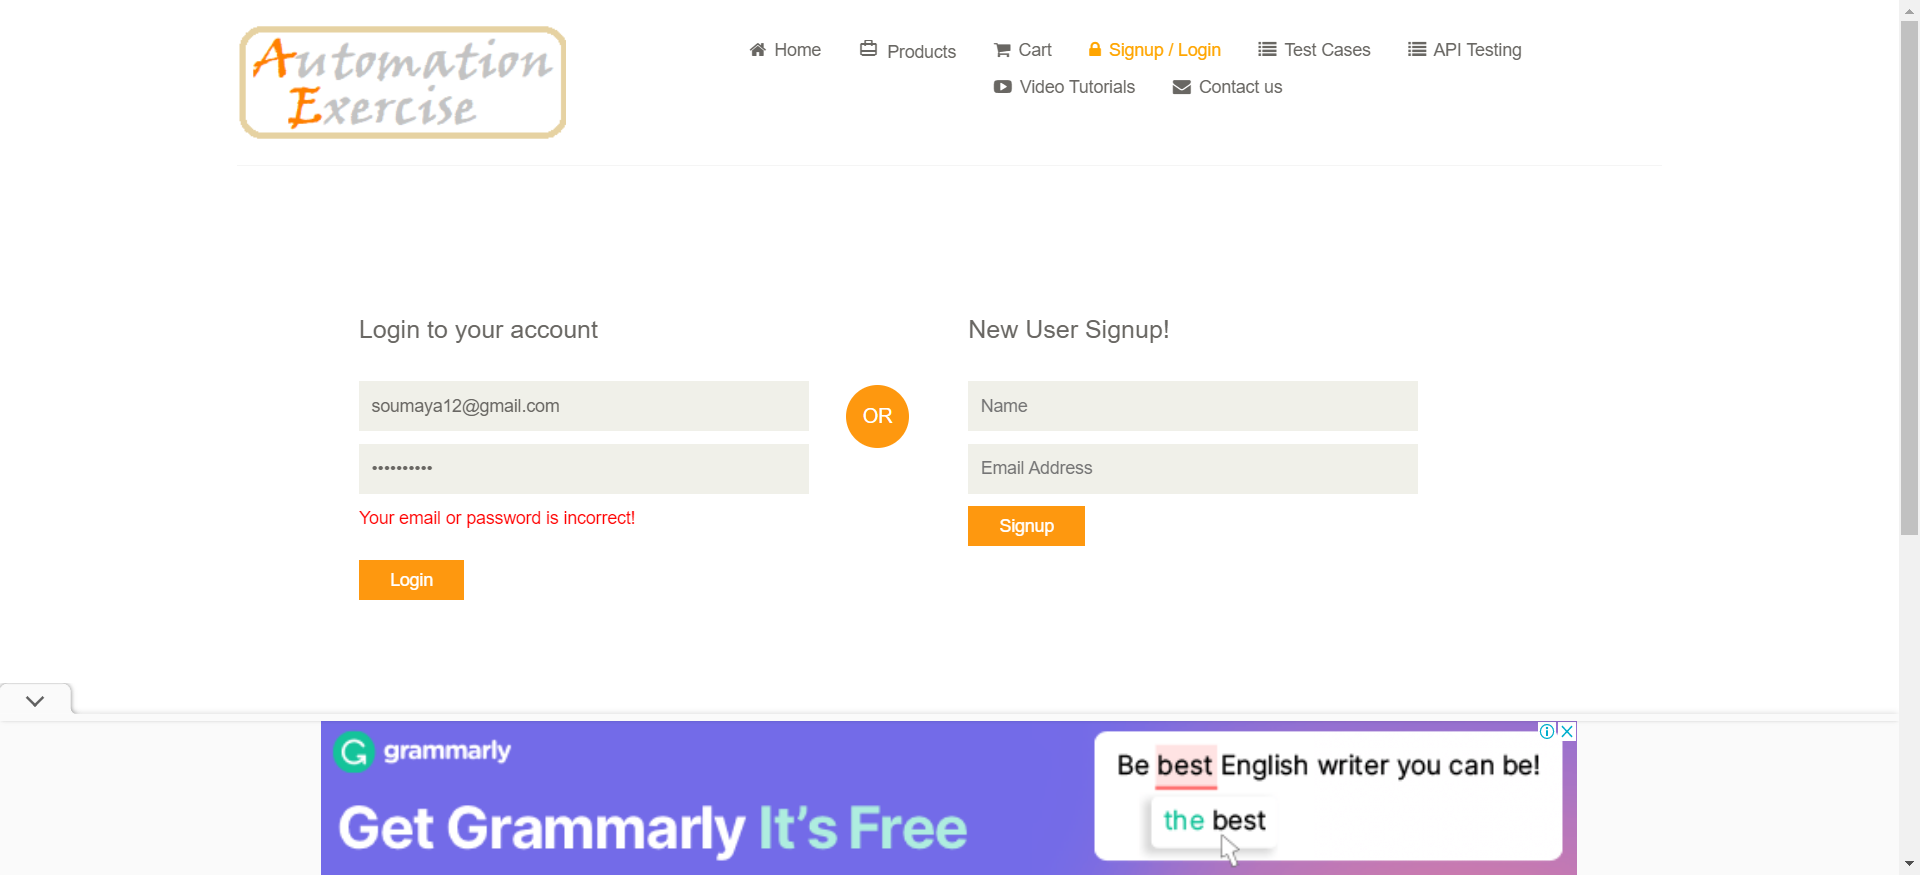 Automation
Exercise
Home
Products
Cart
Signup / Login
Test Cases
API Testing
Video Tutorials
Contact us
Login to your account
soumaya12@gmail.com
••••••••••
Your email or password is incorrect!
Login
OR
New User Signup!
Name
Email Address
Signup
grammarly
Get Grammarly It's Free
Be best English writer you can be!
the best